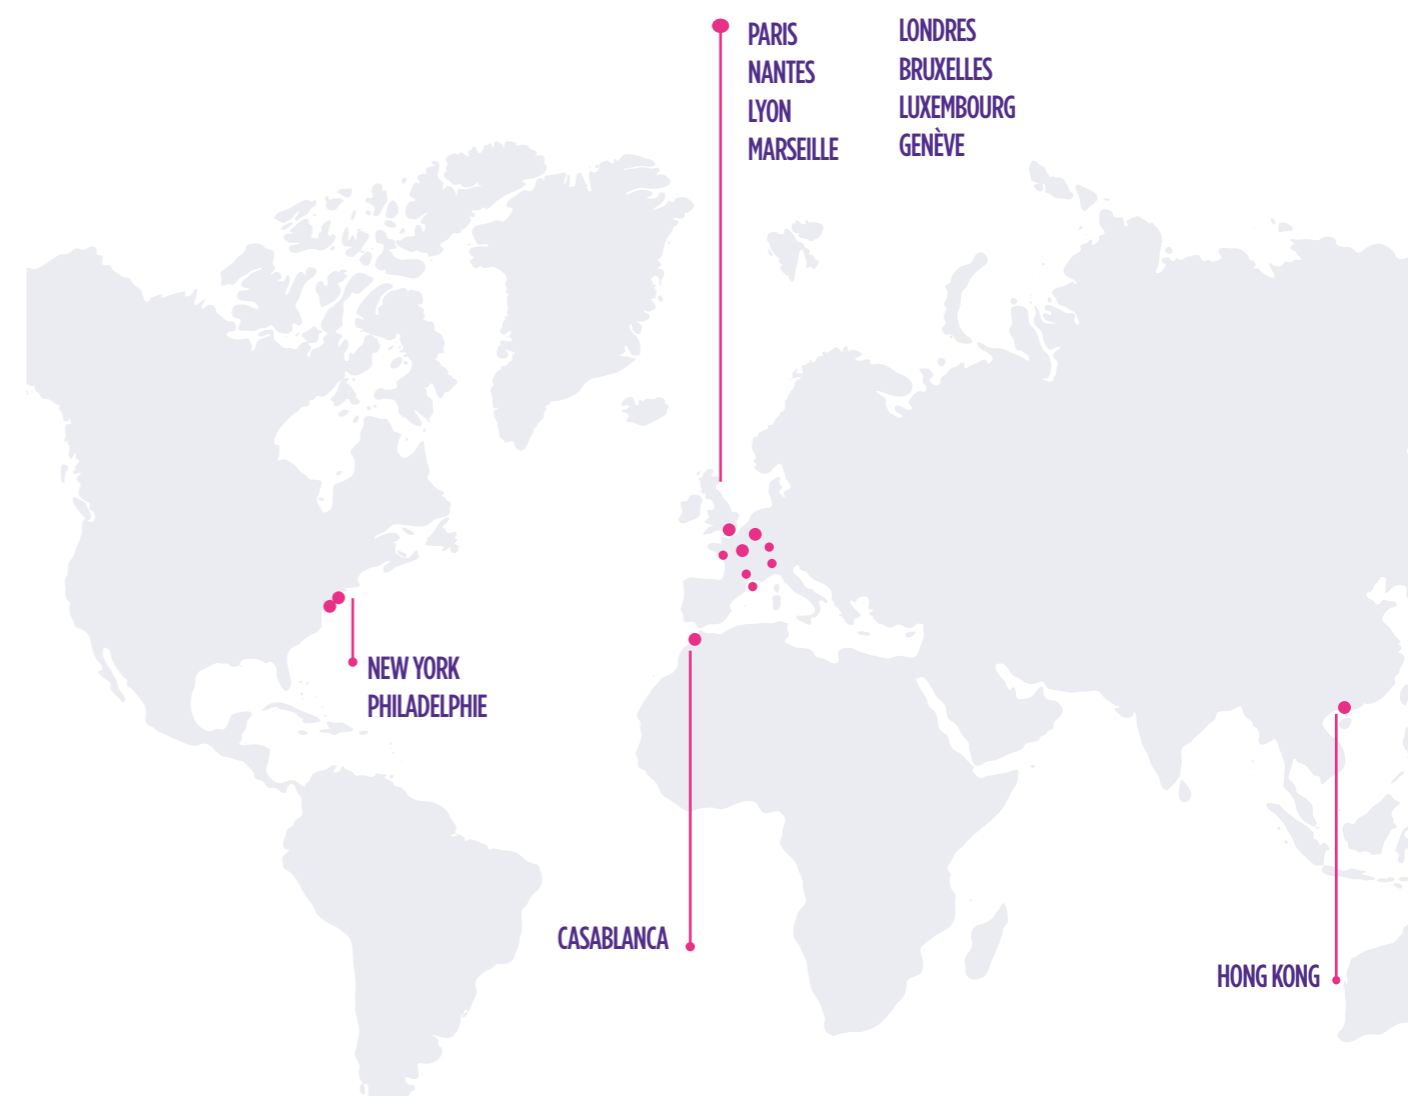 PARIS
NANTES
LYON
MARSEILLE
LONDRES
BRUXELLES
LUXEMBOURG
GENÈVE
NEW YORK
PHILADELPHIE
CASABLANCA
HONG KONG